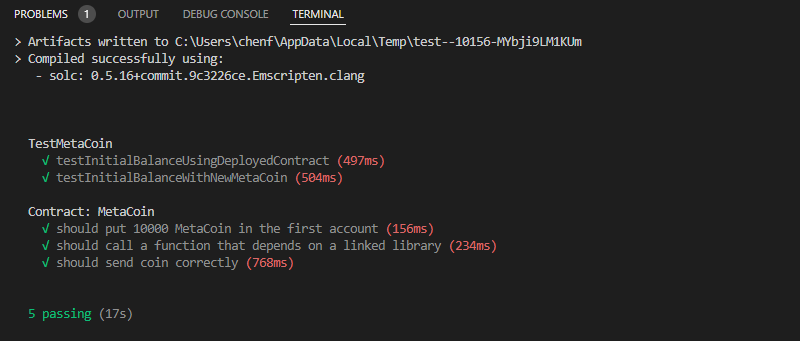 PROBLEMS 1 OUTPUT DEBUG CONSOLE TERMINAL
> Artifacts written to C:\Users\chenf\AppData\Local\Temp\test--10156-MYbji9LM1KUm
> Compiled successfully using:
- solc: 0.5.16+commit.9c3226ce.Emscripten.clang
TestMetaCoin
√ testInitialBalanceUsingDeployedContract (497ms)
√ testInitialBalanceWithNewMetaCoin (504ms)
Contract: MetaCoin
√ should put 10000 MetaCoin in the first account (156ms)
√ should call a function that depends on a linked library (234ms)
√ should send coin correctly (768ms)
5 passing (17s)